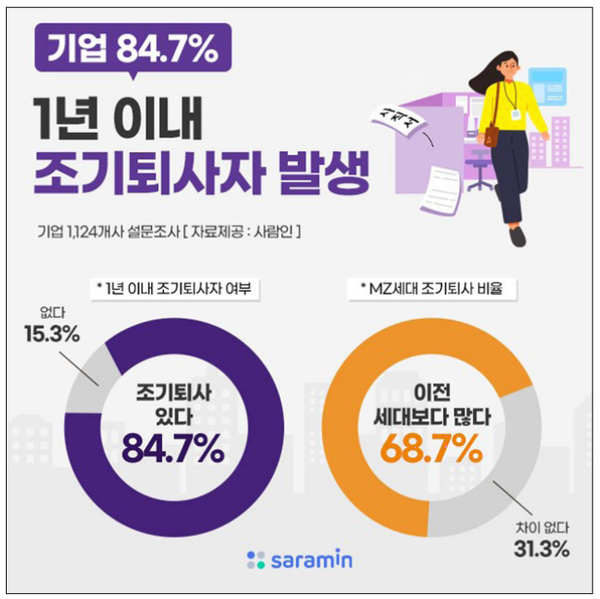 기업 84.7%
1년 이내
조기퇴사자 발생
기업 1,124개사 설문조사 [ 자료제공 : 사람인 ]
사직서
* 1년 이내 조기퇴사자 여부
없다
15.3%
조기퇴사
있다
84.7%
* MZ세대 조기퇴사 비율
이전
세대보다 많다
68.7%
차이 없다
31.3%
saramin